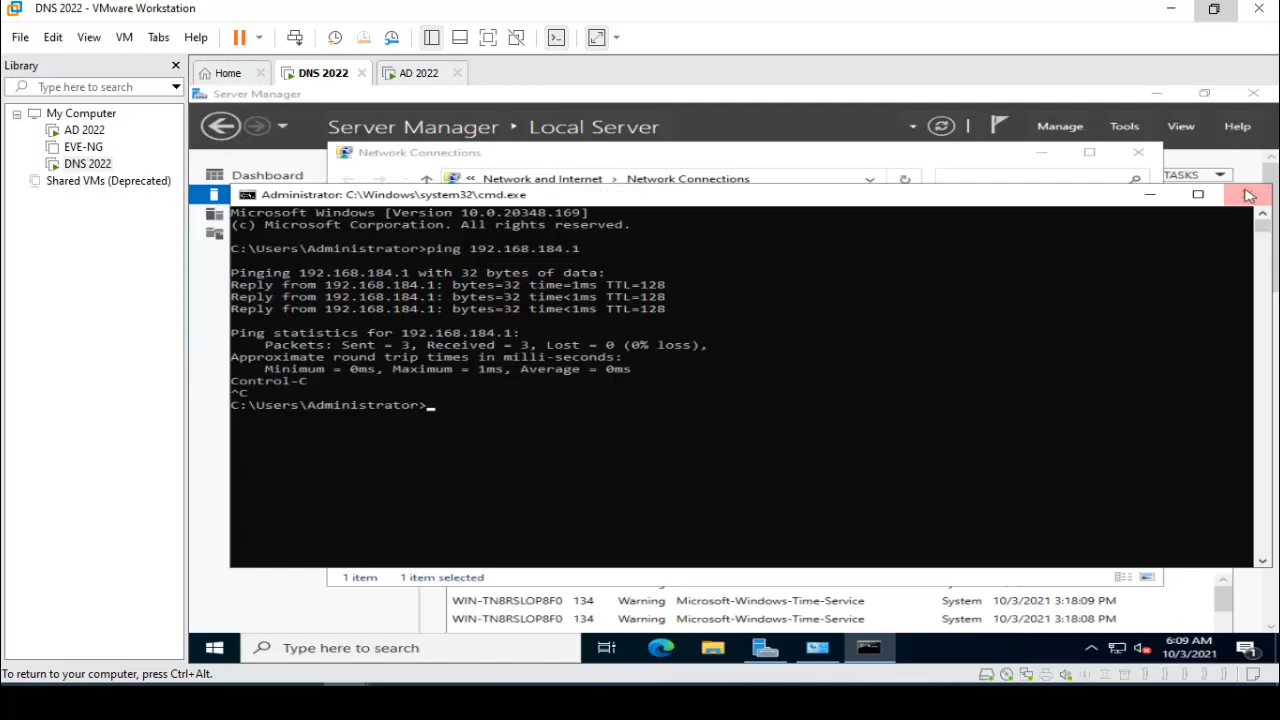 DNS 2022 - VMware Workstation
File Edit View VM Tabs Help
Library
Type here to search
My Computer
AD 2022
EVE-NG
DNS 2022
Shared VMs (Deprecated)
Home
DNS 2022
AD 2022
Server Manager
Server Manager • Local Server
Manage Tools View Help
Dashboard
Network Connections
TASKS
« Network and Internet › Network Connections
Administrator: C:\Windows\system32\cmd.exe
Microsoft Windows [Version 10.0.20348.169]
(c) Microsoft Corporation. All rights reserved.
C:\Users\Administrator>ping 192.168.184.1
Pinging 192.168.184.1 with 32 bytes of data:
Reply from 192.168.184.1: bytes=32 time=1ms TTL=128
Reply from 192.168.184.1: bytes=32 time<1ms TTL=128
Reply from 192.168.184.1: bytes=32 time<1ms TTL=128
Ping statistics for 192.168.184.1:
Packets: Sent = 3, Received = 3, Lost = 0 (0% loss),
Approximate round trip times in milli-seconds:
Minimum = 0ms, Maximum = 1ms, Average = 0ms
Control-C
^C
C:\Users\Administrator>
1 item 1 item selected
WIN-TN8RSLOP8F0 134 Warning Microsoft-Windows-Time-Service System 10/3/2021 3:18:09 PM
WIN-TN8RSLOP8F0 134 Warning Microsoft-Windows-Time-Service System 10/3/2021 3:18:08 PM
Type here to search
6:09 AM
10/3/2021
1
To return to your computer, press Ctrl+Alt.